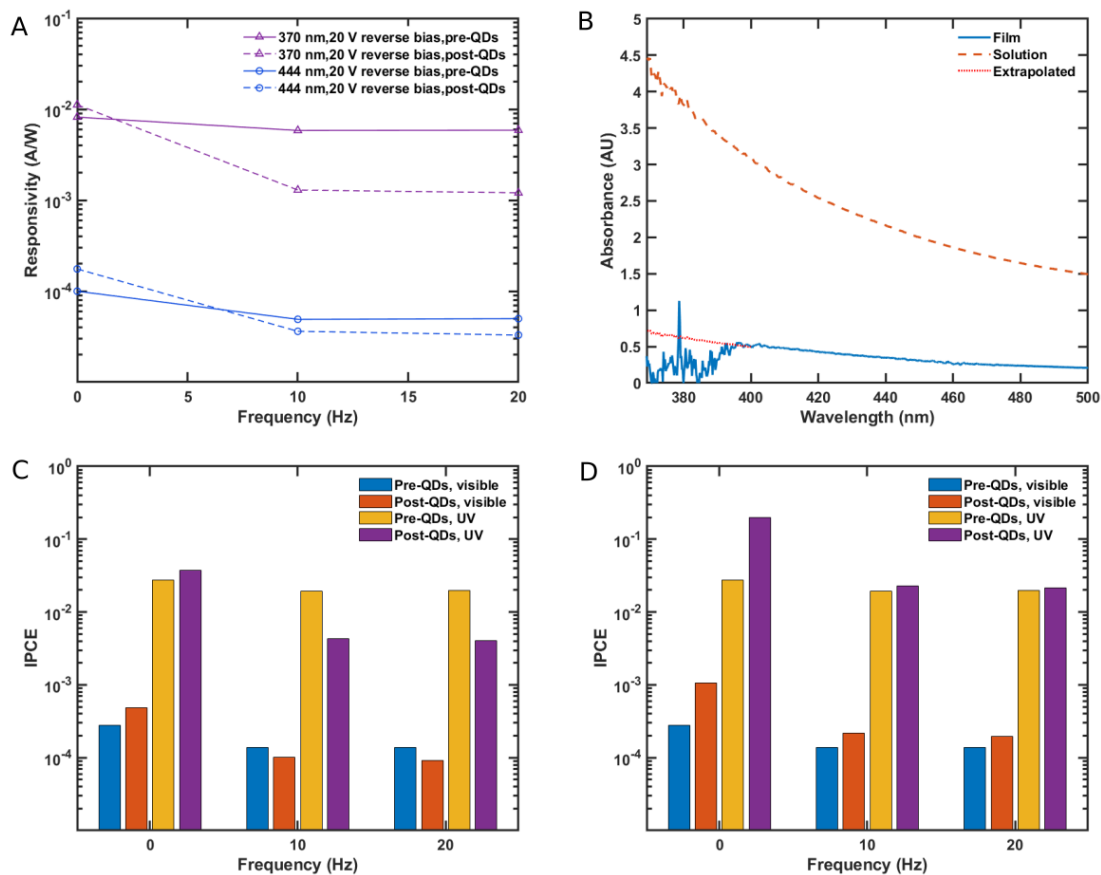 A
10^-1
10^-2
10^-3
10^-4
Responsivity (A/W)
370 nm,20 V reverse bias,pre-QDs
370 nm,20 V reverse bias,post-QDs
444 nm,20 V reverse bias,pre-QDs
444 nm,20 V reverse bias,post-QDs
0 5 10 15 20
Frequency (Hz)
B
5
4.5
4
3.5
3
2.5
2
1.5
1
0.5
0
Absorbance (AU)
Film
Solution
Extrapolated
380 400 420 440 460 480 500
Wavelength (nm)
C
10^0
10^-1
10^-2
10^-3
10^-4
IPCE
Pre-QDs, visible
Post-QDs, visible
Pre-QDs, UV
Post-QDs, UV
0 10 20
Frequency (Hz)
D
10^0
10^-1
10^-2
10^-3
10^-4
IPCE
Pre-QDs, visible
Post-QDs, visible
Pre-QDs, UV
Post-QDs, UV
0 10 20
Frequency (Hz)